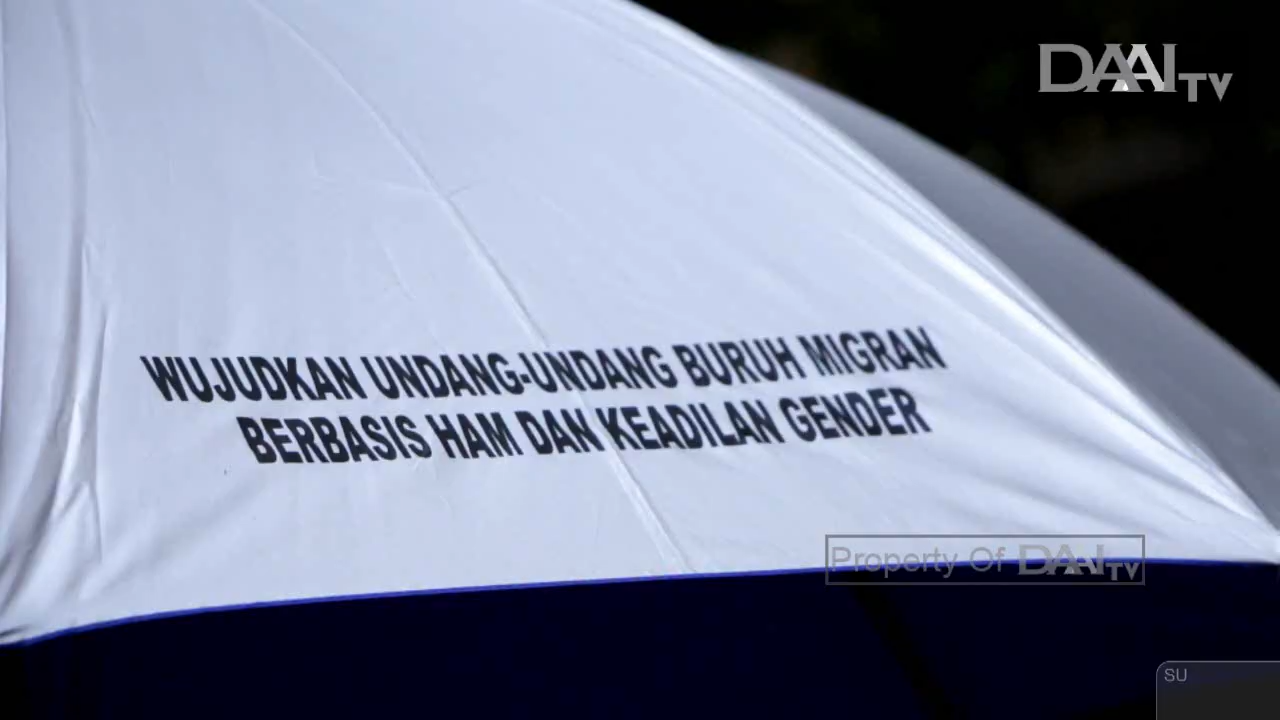 DAAI TV
WUJUDKAN UNDANG-UNDANG BURUH MIGRAN
BERBASIS HAM DAN KEADILAN GENDER
Property Of DAAI TV
SU